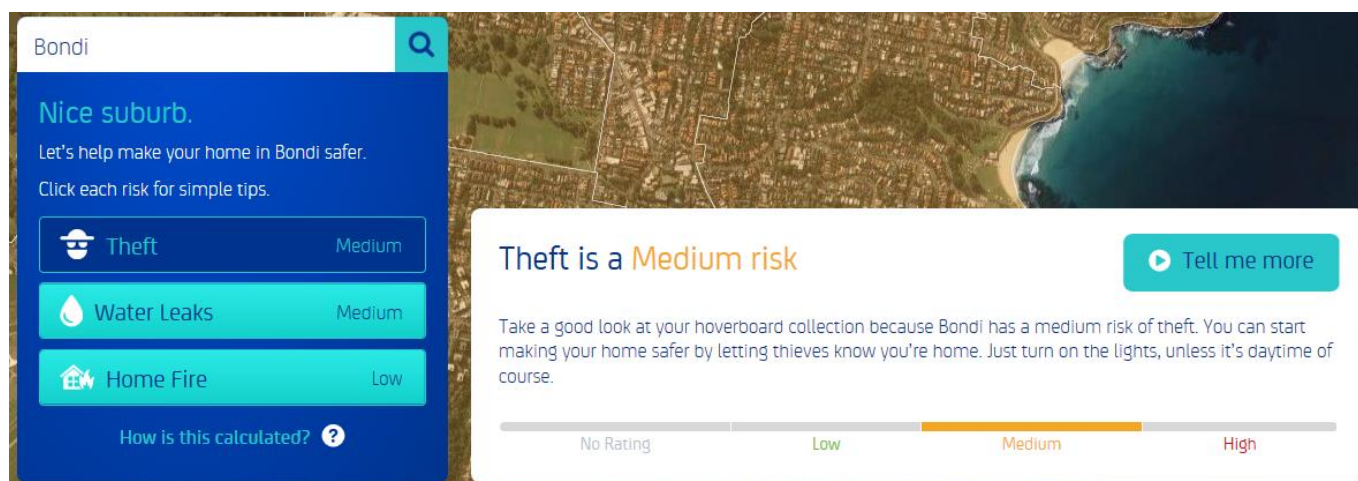 Bondi
Nice suburb.
Let's help make your home in Bondi safer.
Click each risk for simple tips.
Theft Medium
Water Leaks Medium
Home Fire Low
How is this calculated? ?
Theft is a Medium risk
Tell me more
Take a good look at your hoverboard collection because Bondi has a medium risk of theft. You can start
making your home safer by letting thieves know you're home. Just turn on the lights, unless it's daytime of
course.
No Rating Low Medium High